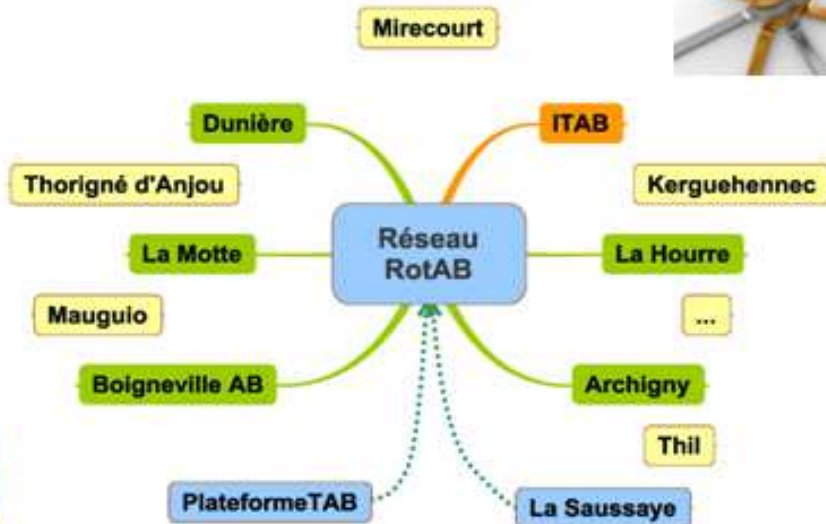 Mirecourt
Dunière
ITAB
Thorigné d'Anjou
Kerguehennec
Réseau
RotAB
La Motte
La Hourre
Mauguio
...
Boigneville AB
Archigny
Thil
PlateformeTAB
La Saussaye